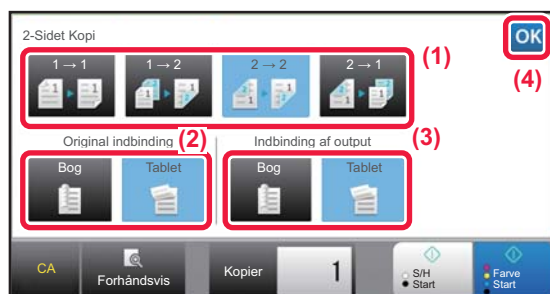 2-Sidet Kopi
OK
(1)
(4)
1 → 1
1 → 2
2 → 2
2 → 1
Original indbinding
(2)
Indbinding af output
(3)
Bog
Tablet
Bog
Tablet
CA
Forhåndsvis
Kopier
1
S/H
Start
Farve
Start